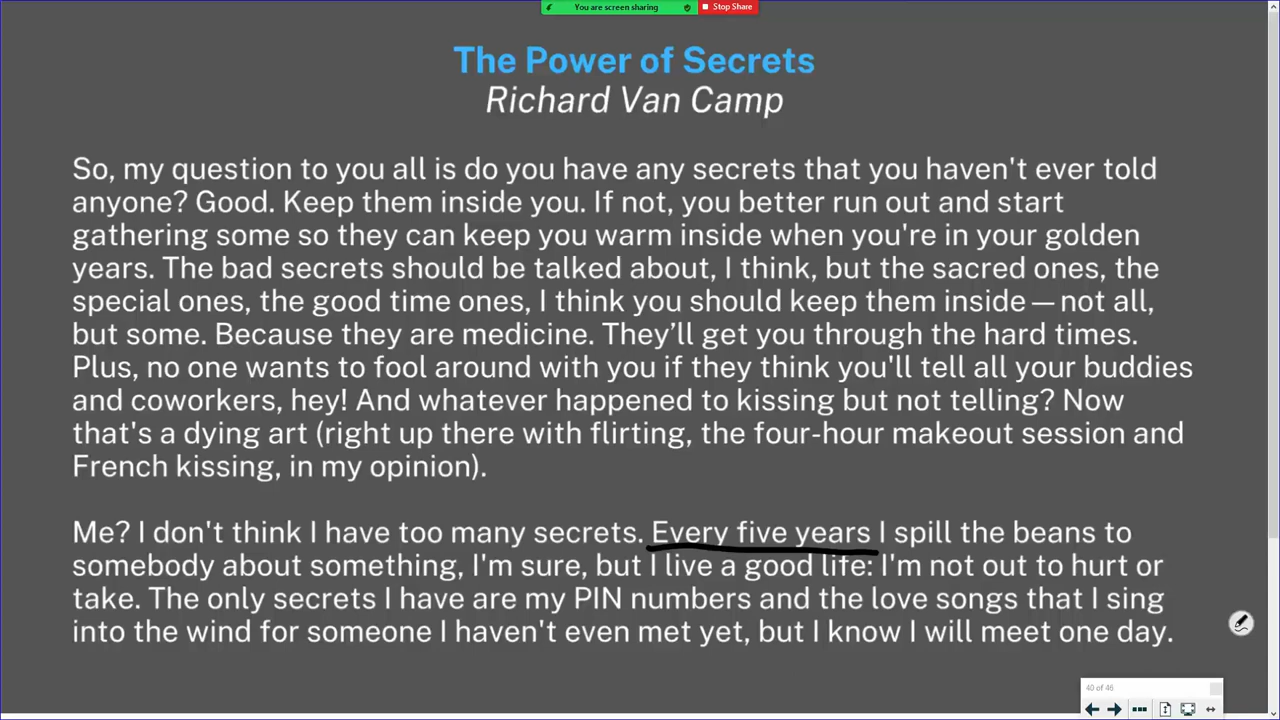 You are screen sharing
Stop Share
The Power of Secrets
Richard Van Camp
So, my question to you all is do you have any secrets that you haven't ever told
anyone? Good. Keep them inside you. If not, you better run out and start
gathering some so they can keep you warm inside when you're in your golden
years. The bad secrets should be talked about, I think, but the sacred ones, the
special ones, the good time ones, I think you should keep them inside—not all,
but some. Because they are medicine. They’ll get you through the hard times.
Plus, no one wants to fool around with you if they think you'll tell all your buddies
and coworkers, hey! And whatever happened to kissing but not telling? Now
that's a dying art (right up there with flirting, the four-hour makeout session and
French kissing, in my opinion).
Me? I don't think I have too many secrets. Every five years I spill the beans to
somebody about something, I'm sure, but I live a good life: I'm not out to hurt or
take. The only secrets I have are my PIN numbers and the love songs that I sing
into the wind for someone I haven't even met yet, but I know I will meet one day.
40 of 46